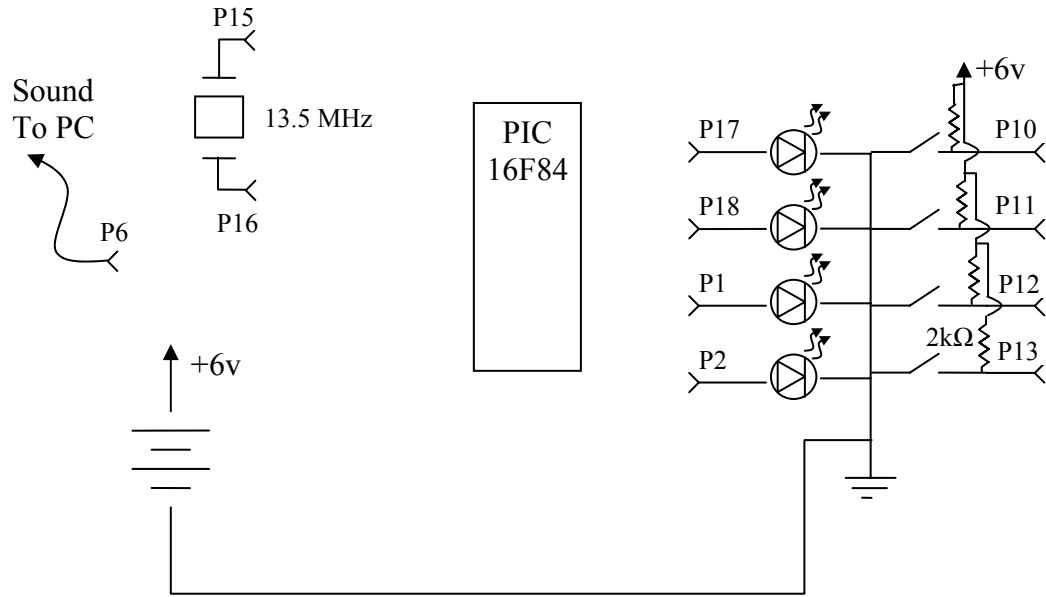 P15
Sound
To PC
13.5 MHz
P16
P6
PIC
16F84
+6v
P17
P10
P18
P11
P1
P12
P2
2kΩ
P13
+6v